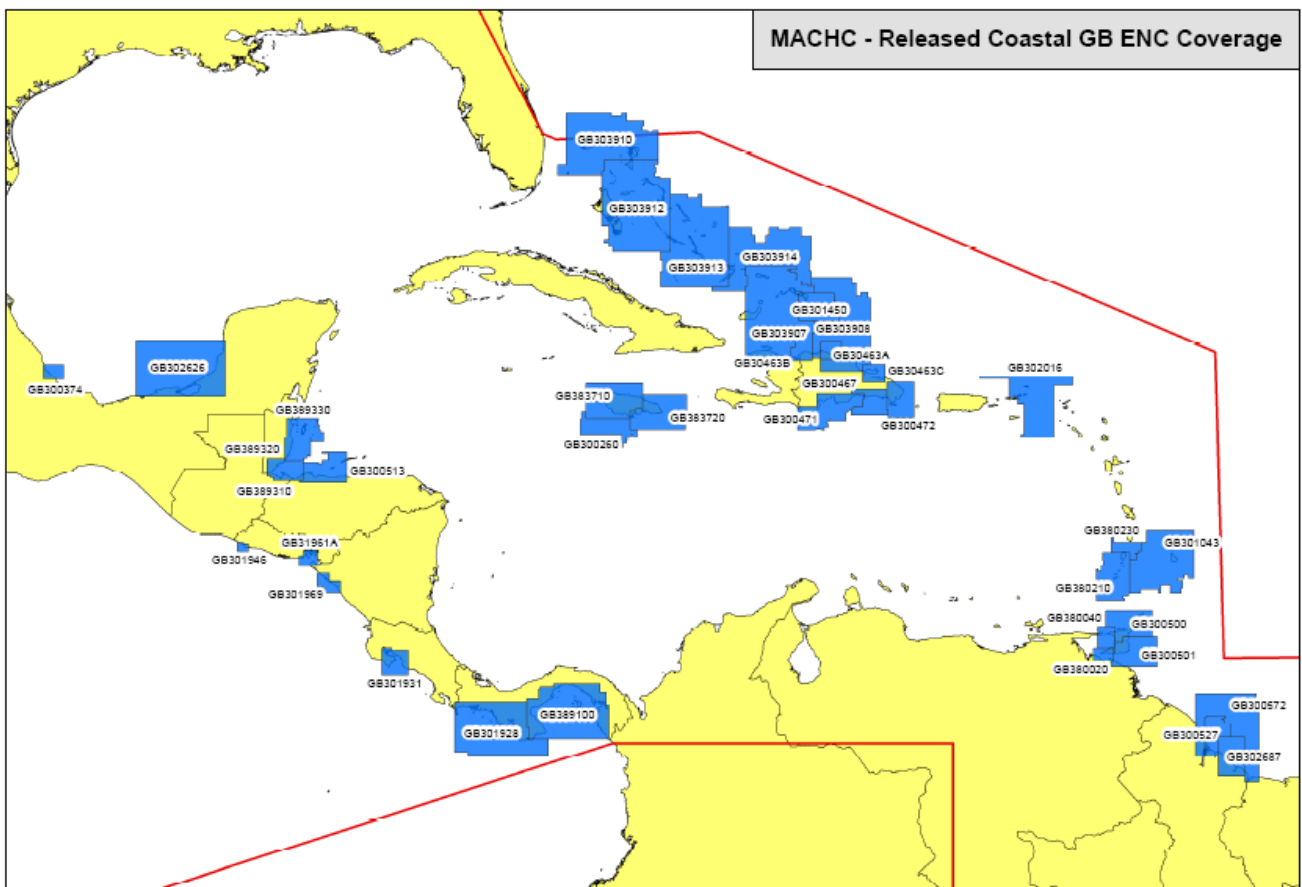 MACHC - Released Coastal GB ENC Coverage
GB303910
GB303912
GB303913
GB303914
GB301450
GB303907
GB303908
GB30463B
GB30463A
GB30463C
GB300467
GB302016
GB300374
GB302626
GB383710
GB383720
GB300471
GB300472
GB300260
GB389330
GB389320
GB300513
GB389310
GB380230
GB301043
GB31961A
GB301946
GB301969
GB380210
GB380040
GB300500
GB300501
GB380020
GB301931
GB389100
GB301928
GB300572
GB300527
GB302687